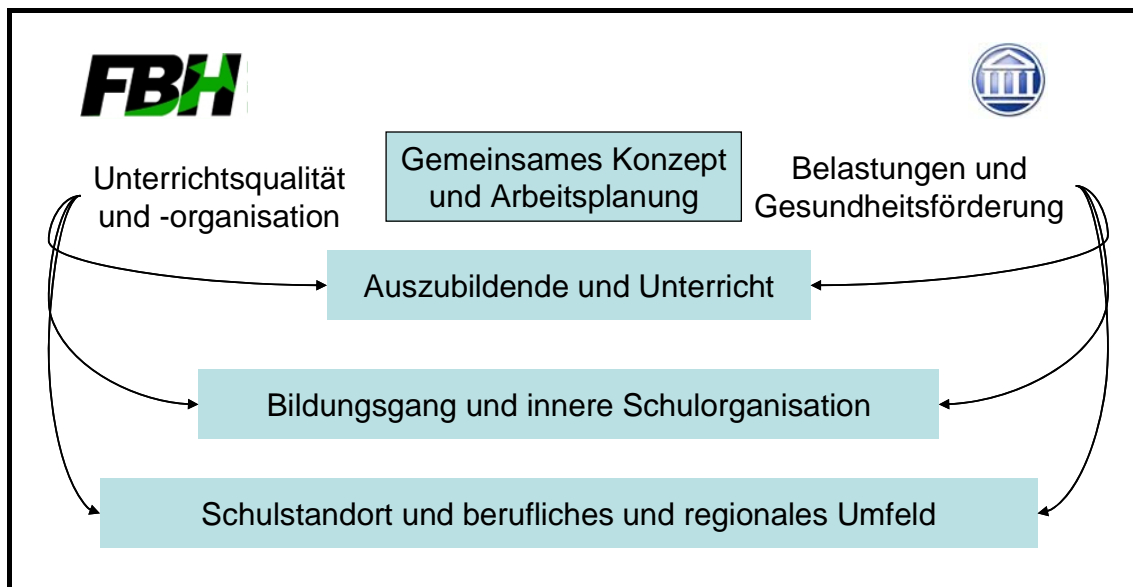 FBH
Gemeinsames Konzept
und Arbeitsplanung
Unterrichtsqualität
und -organisation
Belastungen und
Gesundheitsförderung
Auszubildende und Unterricht
Bildungsgang und innere Schulorganisation
Schulstandort und berufliches und regionales Umfeld